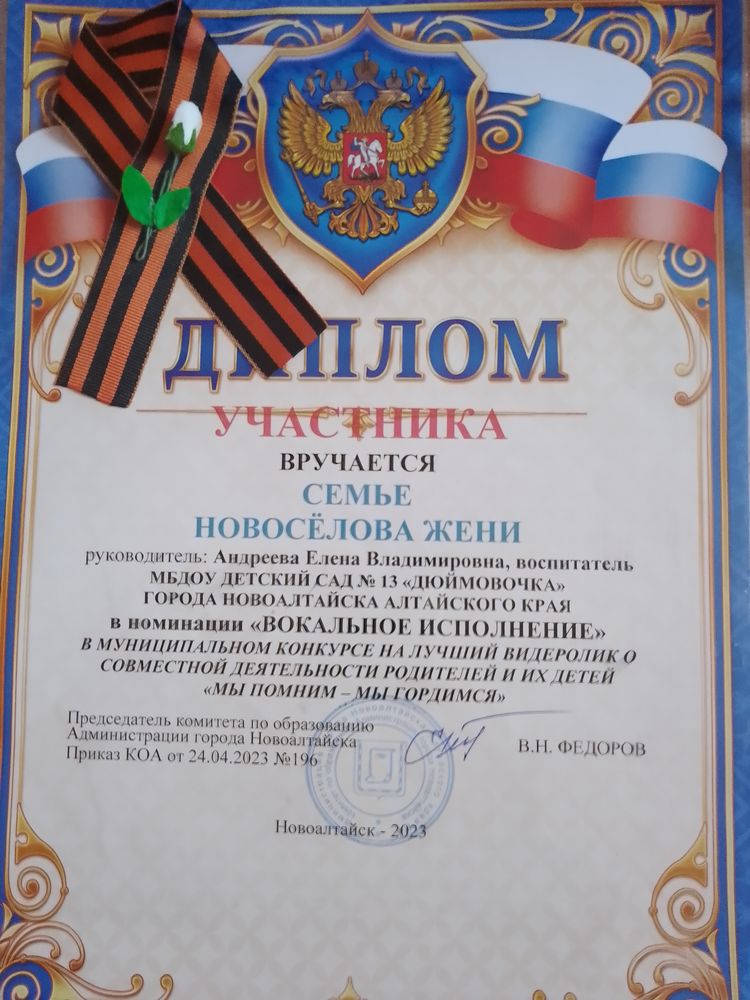 ДИПЛОМ
УЧАСТНИКА
ВРУЧАЕТСЯ
СЕМЬЕ
НОВОСЁЛОВА ЖЕНИ
руководитель: Андреева Елена Владимировна, воспитатель
МБДОУ ДЕТСКИЙ САД № 13 «ДЮЙМОВОЧКА»
ГОРОДА НОВОАЛТАЙСКА АЛТАЙСКОГО КРАЯ
в номинации «ВОКАЛЬНОЕ ИСПОЛНЕНИЕ»
В МУНИЦИПАЛЬНОМ КОНКУРСЕ НА ЛУЧШИЙ ВИДЕРОЛИК О
СОВМЕСТНОЙ ДЕЯТЕЛЬНОСТИ РОДИТЕЛЕЙ И ИХ ДЕТЕЙ
«МЫ ПОМНИМ – МЫ ГОРДИМСЯ»
Председатель комитета по образованию
Администрации города Новоалтайска
Приказ КОА от 24.04.2023 №196
В.Н. ФЕДОРОВ
Новоалтайск - 2023